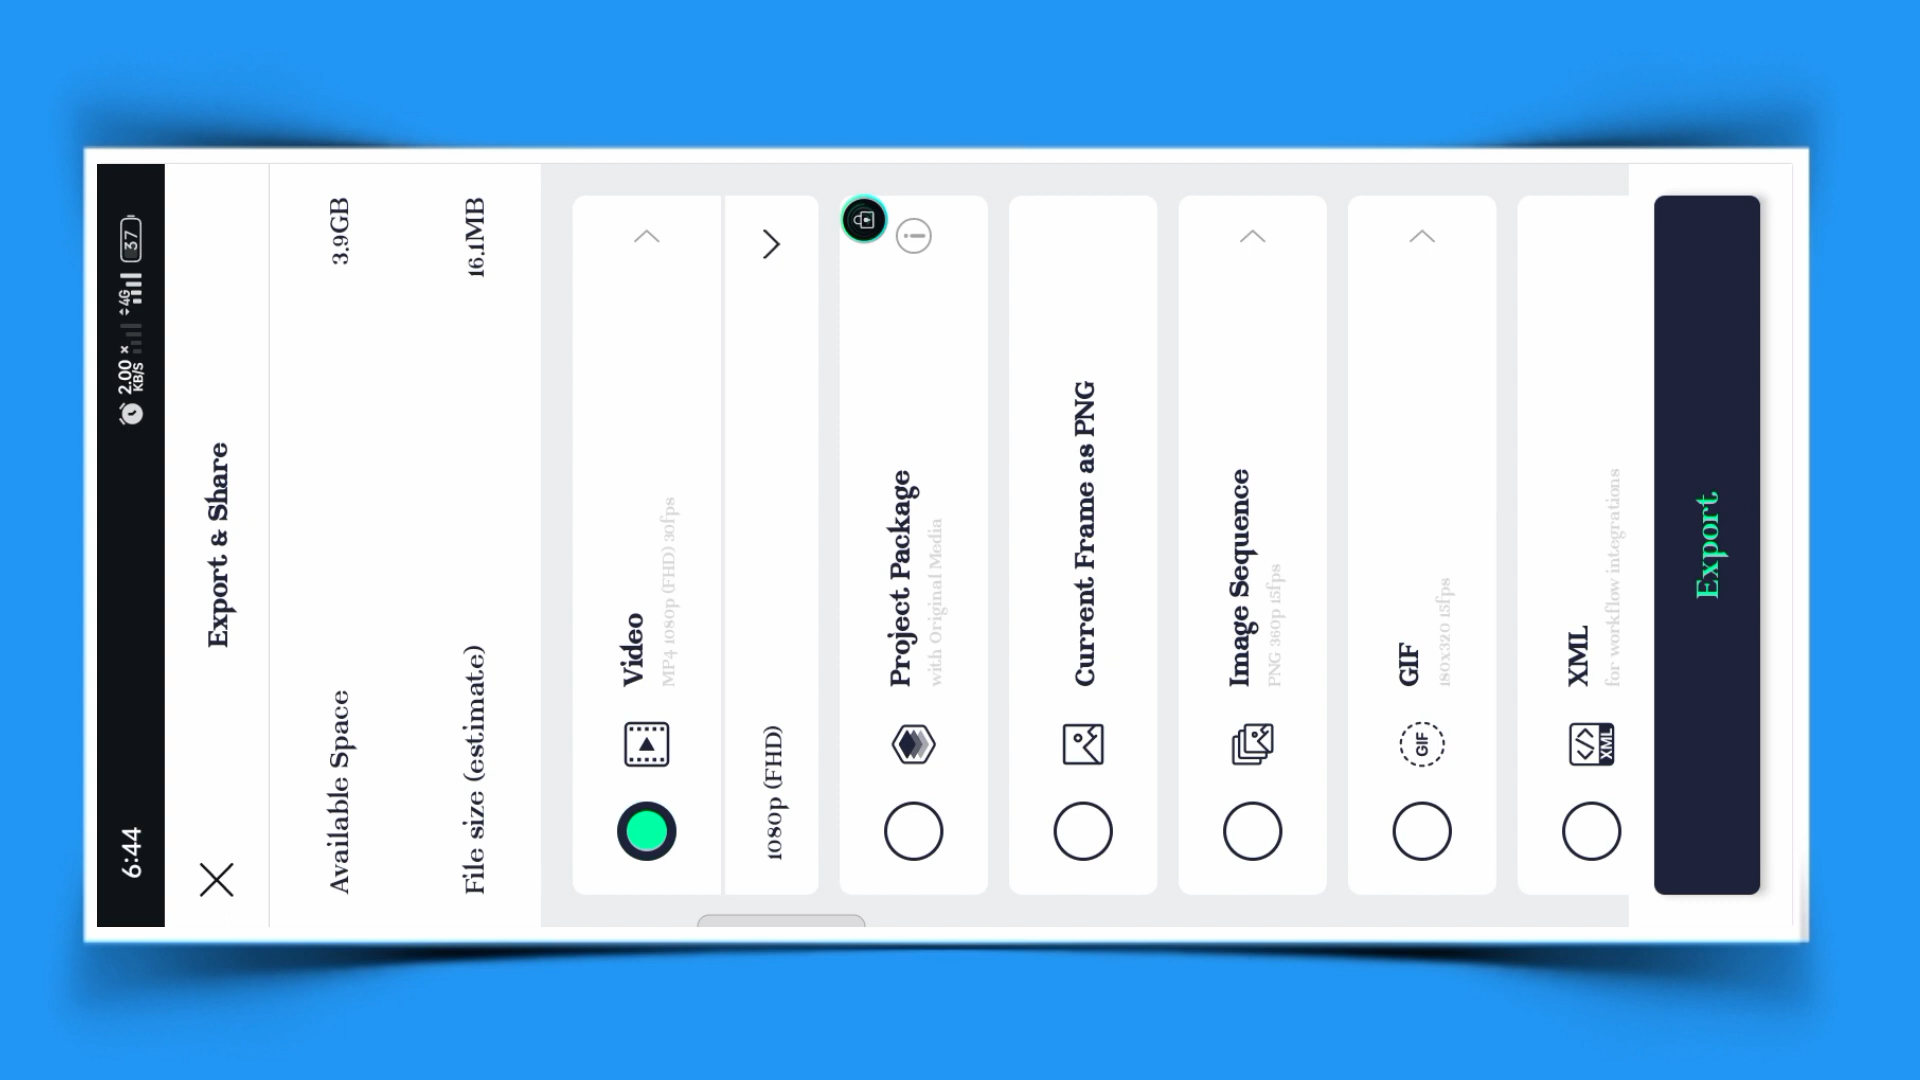 6:44
2.00 KB/S
4G
37
Export & Share
Available Space 3.9GB
File size (estimate) 16.1MB
Video
MP4 1080p (FHD) 30fps
1080p (FHD)
Project Package
with Original Media
Current Frame as PNG
Image Sequence
PNG 360p 15fps
GIF
GIF
180x320 15fps
XML
XML
for workflow integrations
Export